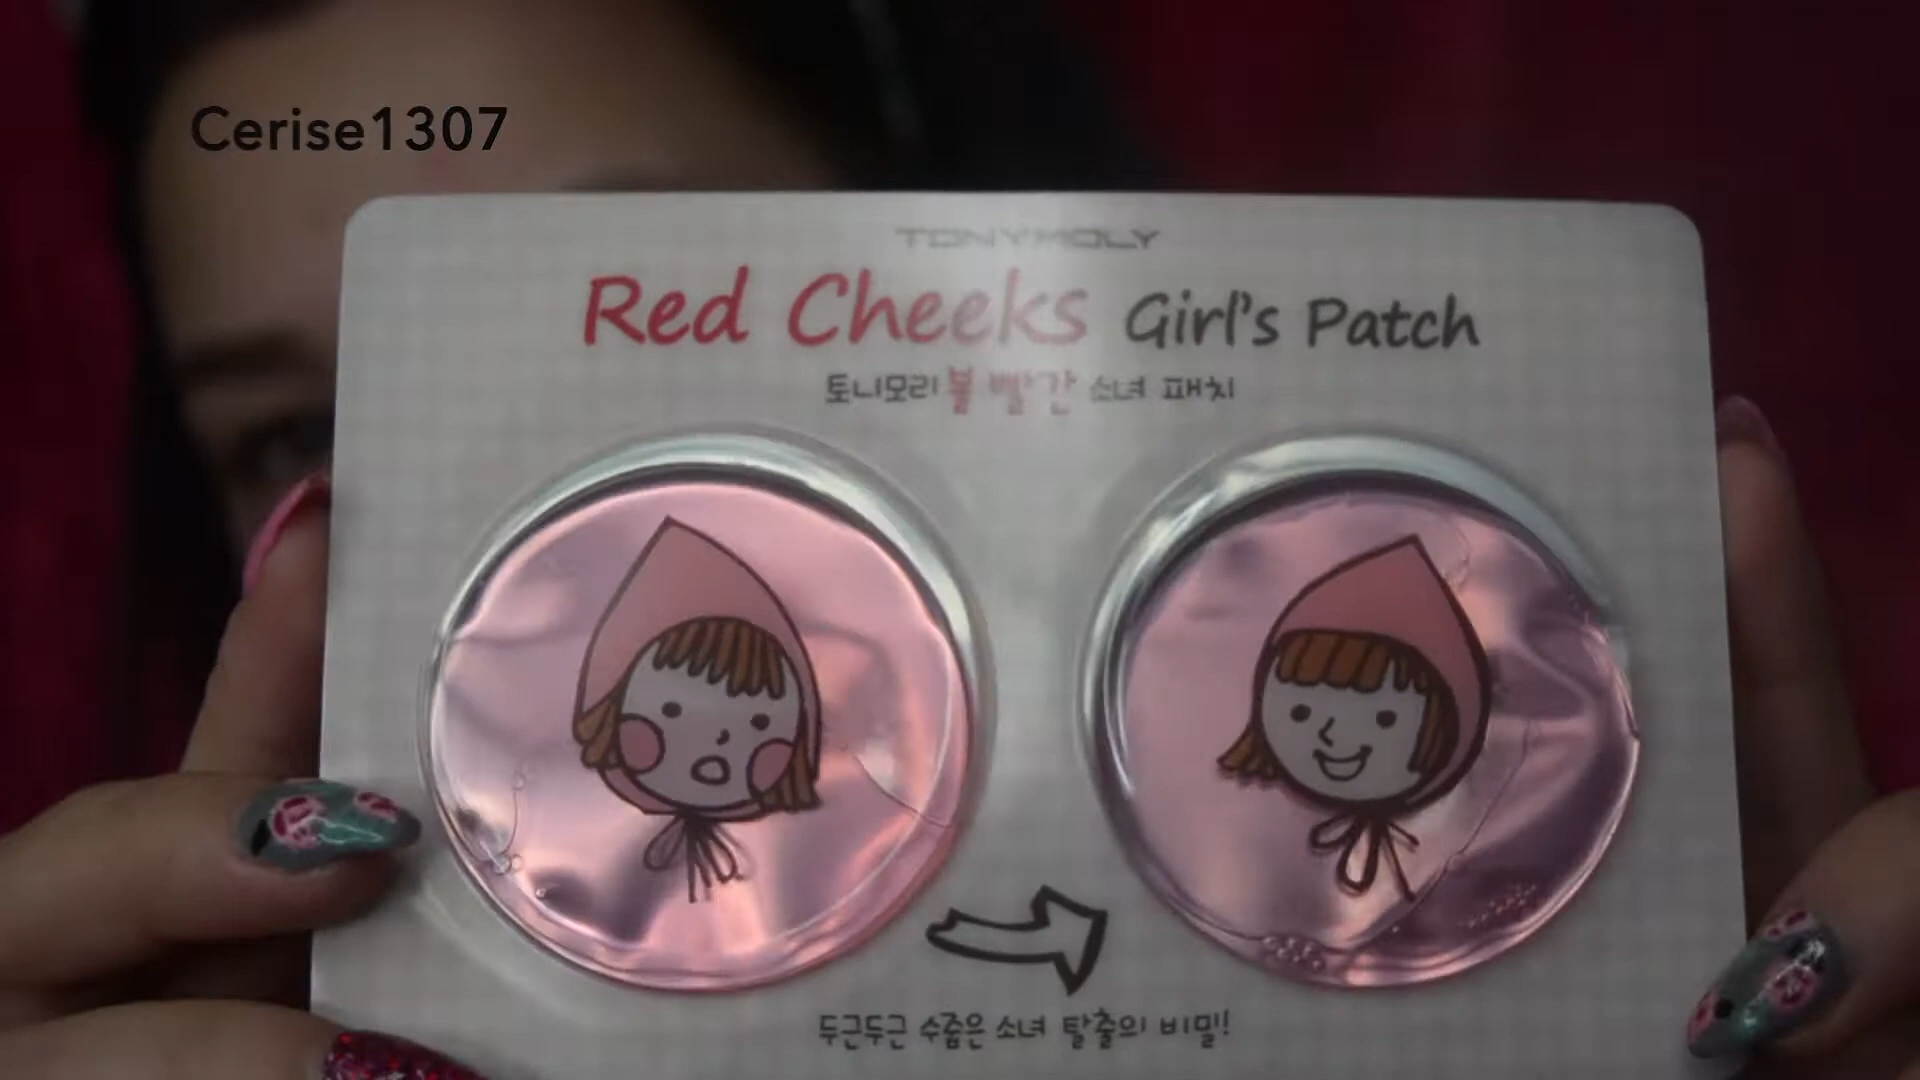 Cerise1307
TONYMOLY
Red Cheeks Girl's Patch
토니모리 볼 빨간 소녀 패치
두근두근 수줍은 소녀 탈출의 비밀!